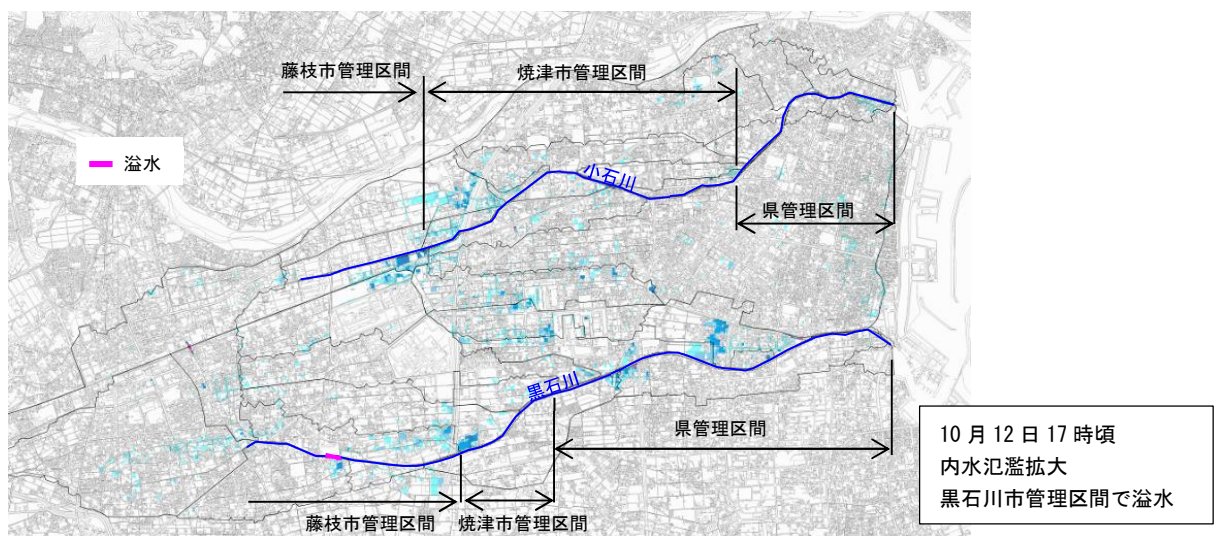 藤枝市管理区間
焼津市管理区間
溢水
小石川
県管理区間
黒石川
県管理区間
藤枝市管理区間
焼津市管理区間
10月12日17時頃
内水氾濫拡大
黒石川市管理区間で溢水